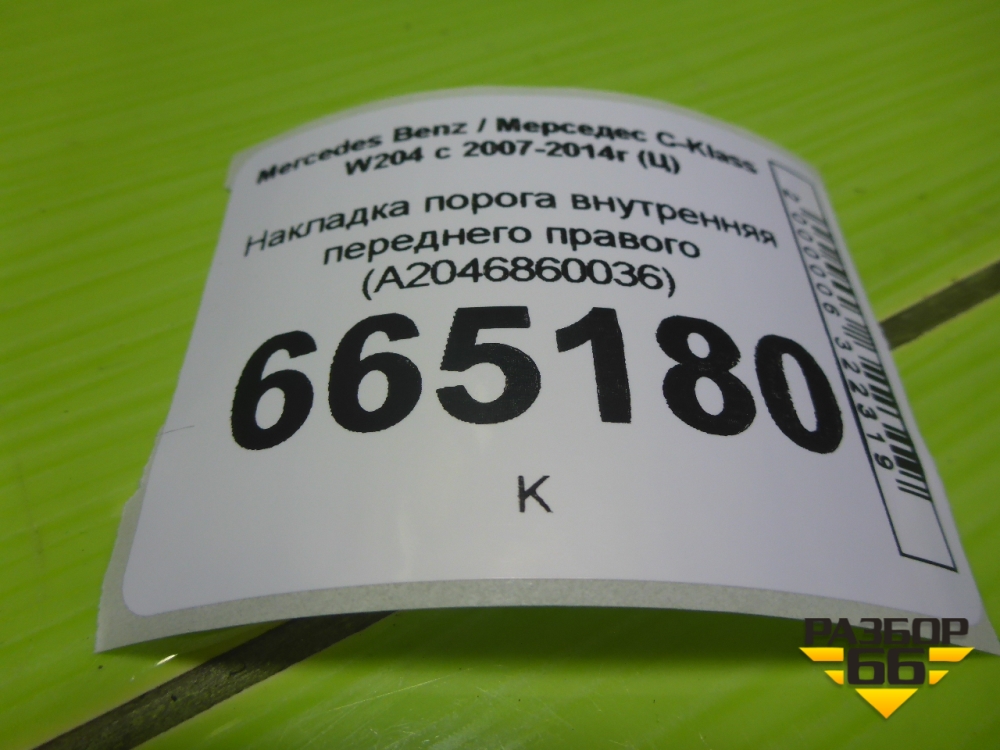 Mercedes Benz / Мерседес C-Klass
W204 с 2007-2014г (Ц)
Накладка порога внутренняя
переднего правого
(A2046860036)
665180
К
2000006322319
РАЗБОР
66